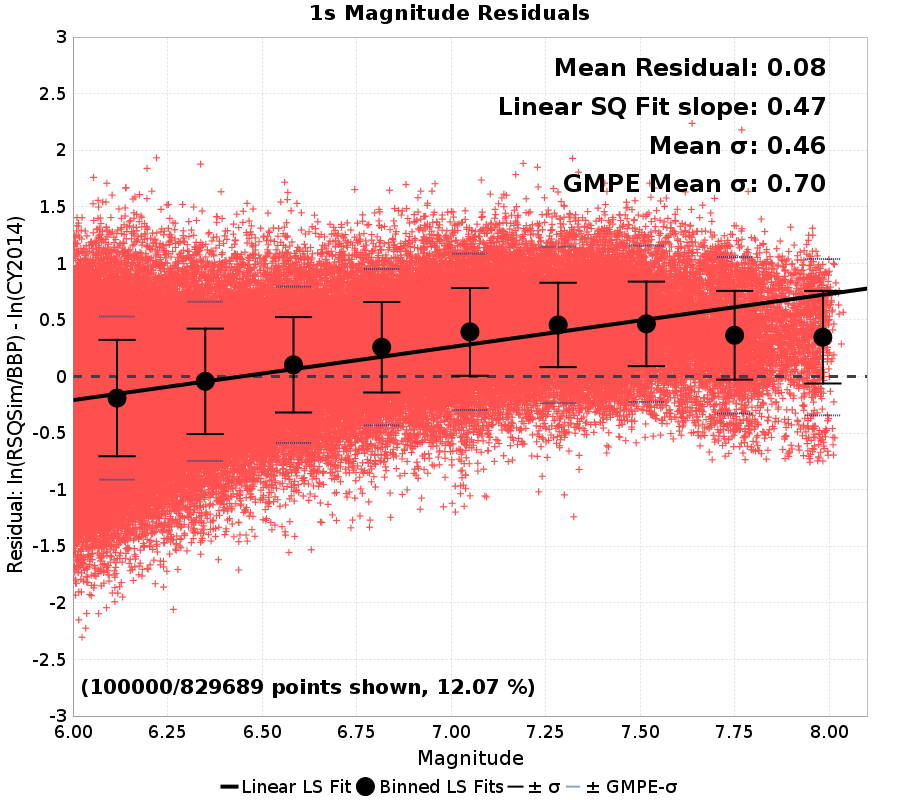 1s Magnitude Residuals
Mean Residual: 0.08
Linear SQ Fit slope: 0.47
Mean σ: 0.46
GMPE Mean σ: 0.70
3
2.5
2
1.5
1
0.5
0
-0.5
-1
-1.5
-2
-2.5
-3
Residual: ln(RSQSim/BBP) - ln(CY2014)
(100000/829689 points shown, 12.07 %)
6.00 6.25 6.50 6.75 7.00 7.25 7.50 7.75 8.00
Magnitude
Linear LS Fit Binned LS Fits ± σ ± GMPE-σ